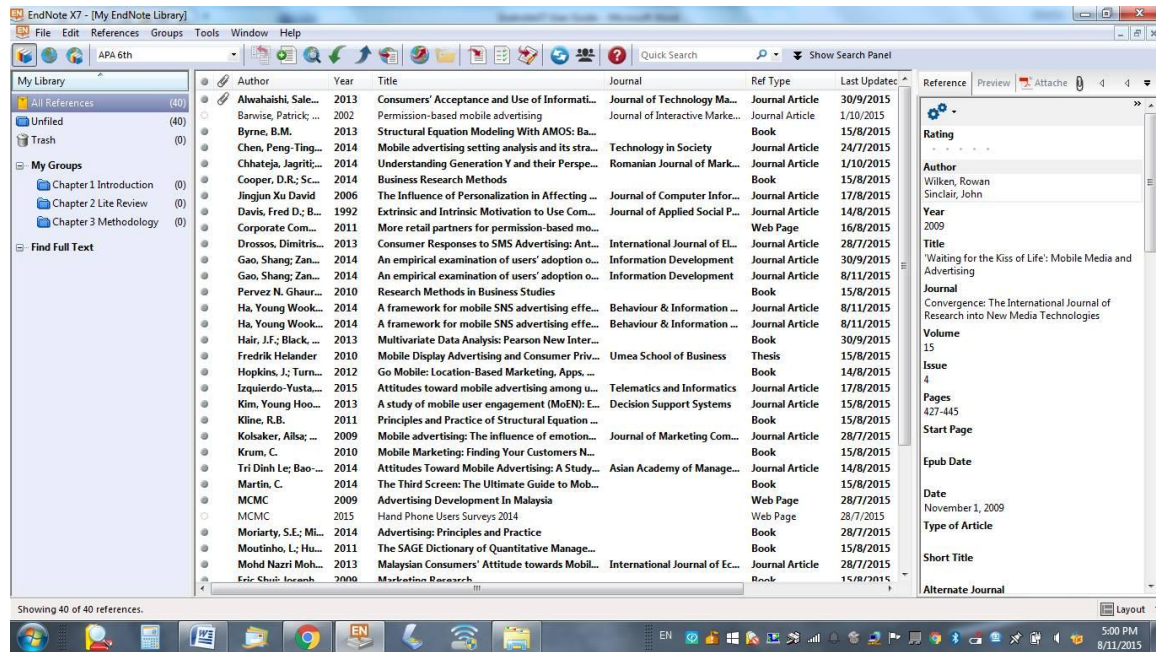 EndNote X7 - [My EndNote Library]
File Edit References Groups Tools Window Help
APA 6th Quick Search Show Search Panel
My Library
All References (40)
Unfiled (40)
Trash (0)
My Groups
Chapter 1 Introduction (0)
Chapter 2 Lite Review (0)
Chapter 3 Methodology (0)
Find Full Text
Author Year Title Journal Ref Type Last Updated
Alwahaishi, Sale... 2013 Consumers' Acceptance and Use of Informati... Journal of Technology Ma... Journal Article 30/9/2015
Barwise, Patrick; ... 2002 Permission-based mobile advertising Journal of Interactive Marke... Journal Article 1/10/2015
Byrne, B.M. 2013 Structural Equation Modeling With AMOS: Ba... Book 15/8/2015
Chen, Peng-Ting... 2014 Mobile advertising setting analysis and its stra... Technology in Society Journal Article 24/7/2015
Chhateja, Jagriti;... 2014 Understanding Generation Y and their Perspe... Romanian Journal of Mark... Journal Article 1/10/2015
Cooper, D.R.; Sc... 2014 Business Research Methods Book 15/8/2015
Jingjun Xu David 2006 The Influence of Personalization in Affecting ... Journal of Computer Infor... Journal Article 17/8/2015
Davis, Fred D.; B... 1992 Extrinsic and Intrinsic Motivation to Use Com... Journal of Applied Social P... Journal Article 14/8/2015
Corporate Com... 2011 More retail partners for permission-based mo... Web Page 16/8/2015
Drossos, Dimitris... 2013 Consumer Responses to SMS Advertising: Ant... International Journal of El... Journal Article 28/7/2015
Gao, Shang; Zan... 2014 An empirical examination of users' adoption o... Information Development Journal Article 30/9/2015
Gao, Shang; Zan... 2014 An empirical examination of users' adoption o... Information Development Journal Article 8/11/2015
Pervez N. Ghaur... 2010 Research Methods in Business Studies Book 15/8/2015
Ha, Young Wook... 2014 A framework for mobile SNS advertising effe... Behaviour & Information ... Journal Article 8/11/2015
Ha, Young Wook... 2014 A framework for mobile SNS advertising effe... Behaviour & Information ... Journal Article 8/11/2015
Hair, J.F.; Black, ... 2013 Multivariate Data Analysis: Pearson New Inter... Book 30/9/2015
Fredrik Helander 2010 Mobile Display Advertising and Consumer Priv... Umea School of Business Thesis 15/8/2015
Hopkins, J.; Turn... 2012 Go Mobile: Location-Based Marketing, Apps, ... Book 14/8/2015
Izquierdo-Yusta,... 2015 Attitudes toward mobile advertising among u... Telematics and Informatics Journal Article 17/8/2015
Kim, Young Hoo... 2013 A study of mobile user engagement (MoEN): E... Decision Support Systems Journal Article 15/8/2015
Kline, R.B. 2011 Principles and Practice of Structural Equation ... Book 15/8/2015
Kolsaker, Ailsa; ... 2009 Mobile advertising: The influence of emotion... Journal of Marketing Com... Journal Article 28/7/2015
Krum, C. 2010 Mobile Marketing: Finding Your Customers N... Book 15/8/2015
Tri Dinh Le; Bao-... 2014 Attitudes Toward Mobile Advertising: A Study... Asian Academy of Manage... Journal Article 14/8/2015
Martin, C. 2014 The Third Screen: The Ultimate Guide to Mob... Book 15/8/2015
MCMC 2009 Advertising Development In Malaysia Web Page 28/7/2015
MCMC 2015 Hand Phone Users Surveys 2014 Web Page 28/7/2015
Moriarty, S.E.; Mi... 2014 Advertising: Principles and Practice Book 28/7/2015
Moutinho, L.; Hu... 2011 The SAGE Dictionary of Quantitative Manage... Book 15/8/2015
Mohd Nazri Moh... 2013 Malaysian Consumers' Attitude towards Mobil... International Journal of Ec... Journal Article 28/7/2015
Eric Shui; Joseph 2009 Marketing Research Book 15/8/2015
Reference Preview Attache
Rating
Author
Wilken, Rowan
Sinclair, John
Year
2009
Title
'Waiting for the Kiss of Life': Mobile Media and
Advertising
Journal
Convergence: The International Journal of
Research into New Media Technologies
Volume
15
Issue
4
Pages
427-445
Start Page
Epub Date
Date
November 1, 2009
Type of Article
Short Title
Alternate Journal
Showing 40 of 40 references.
Layout
EN
5:00 PM
8/11/2015